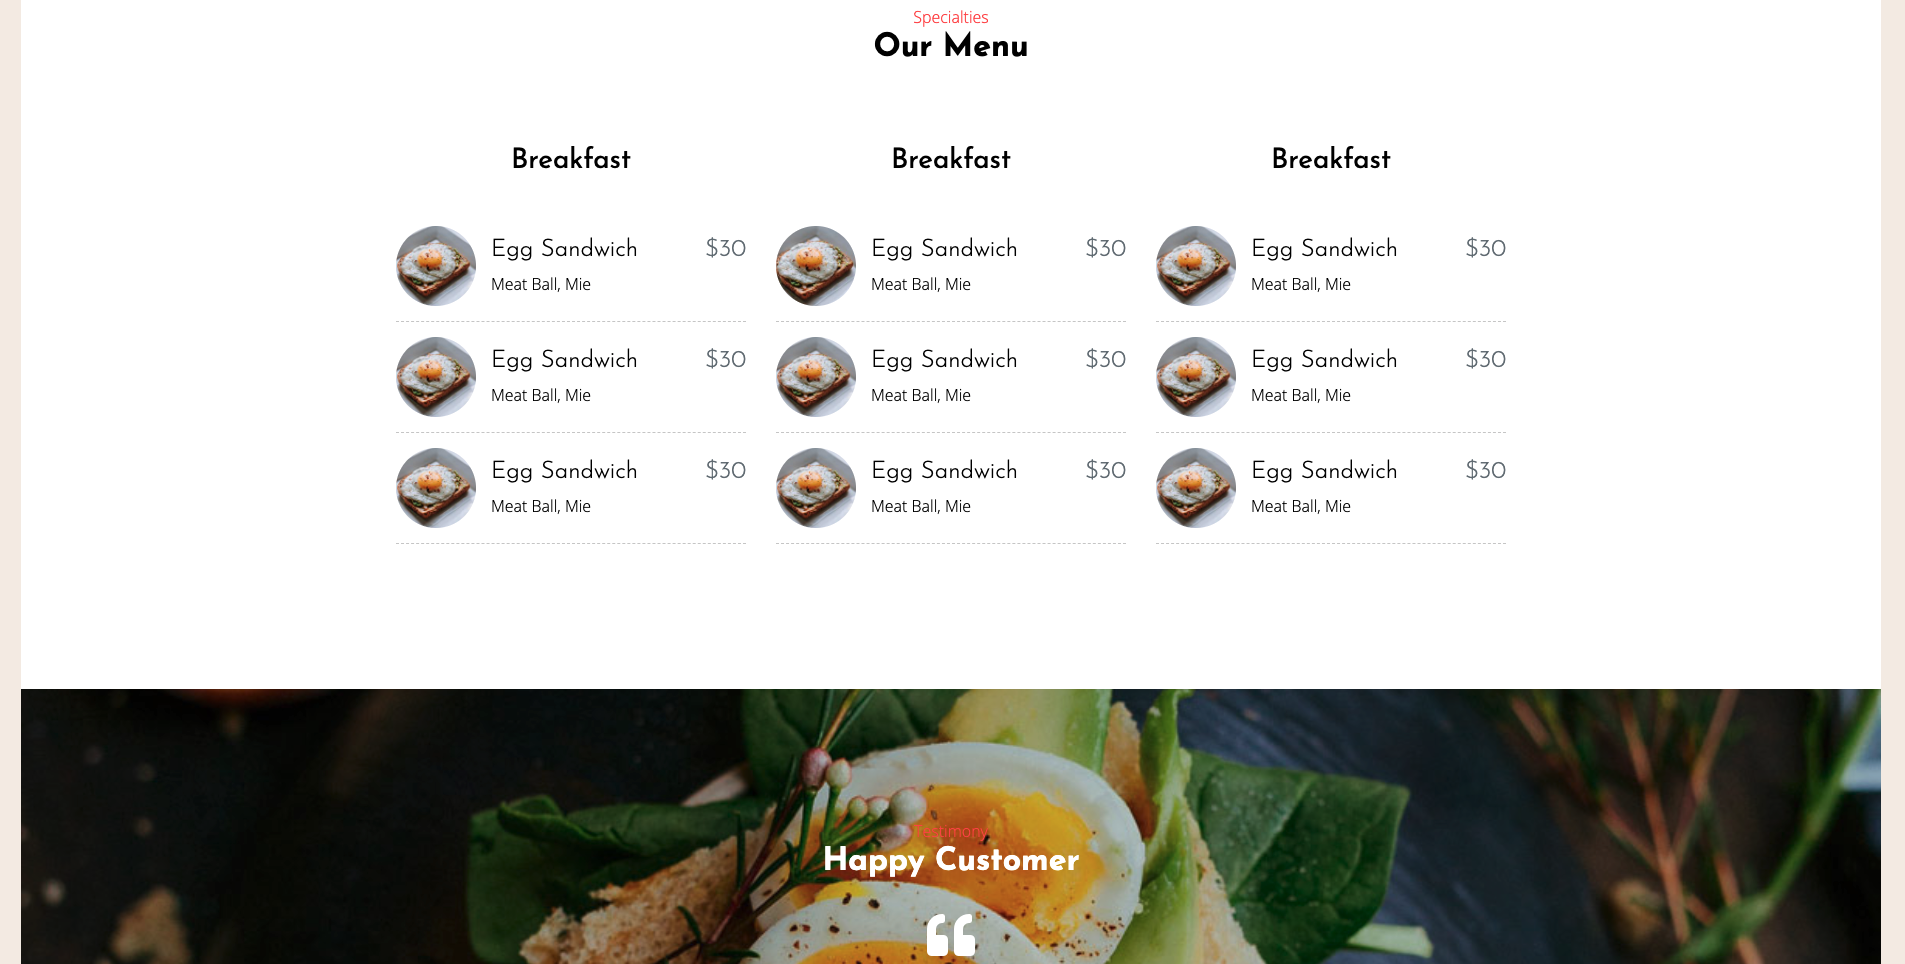 Specialties
Our Menu
Breakfast
Egg Sandwich $30
Meat Ball, Mie
Egg Sandwich $30
Meat Ball, Mie
Egg Sandwich $30
Meat Ball, Mie
Breakfast
Egg Sandwich $30
Meat Ball, Mie
Egg Sandwich $30
Meat Ball, Mie
Egg Sandwich $30
Meat Ball, Mie
Breakfast
Egg Sandwich $30
Meat Ball, Mie
Egg Sandwich $30
Meat Ball, Mie
Egg Sandwich $30
Meat Ball, Mie
Testimony
Happy Customer
“